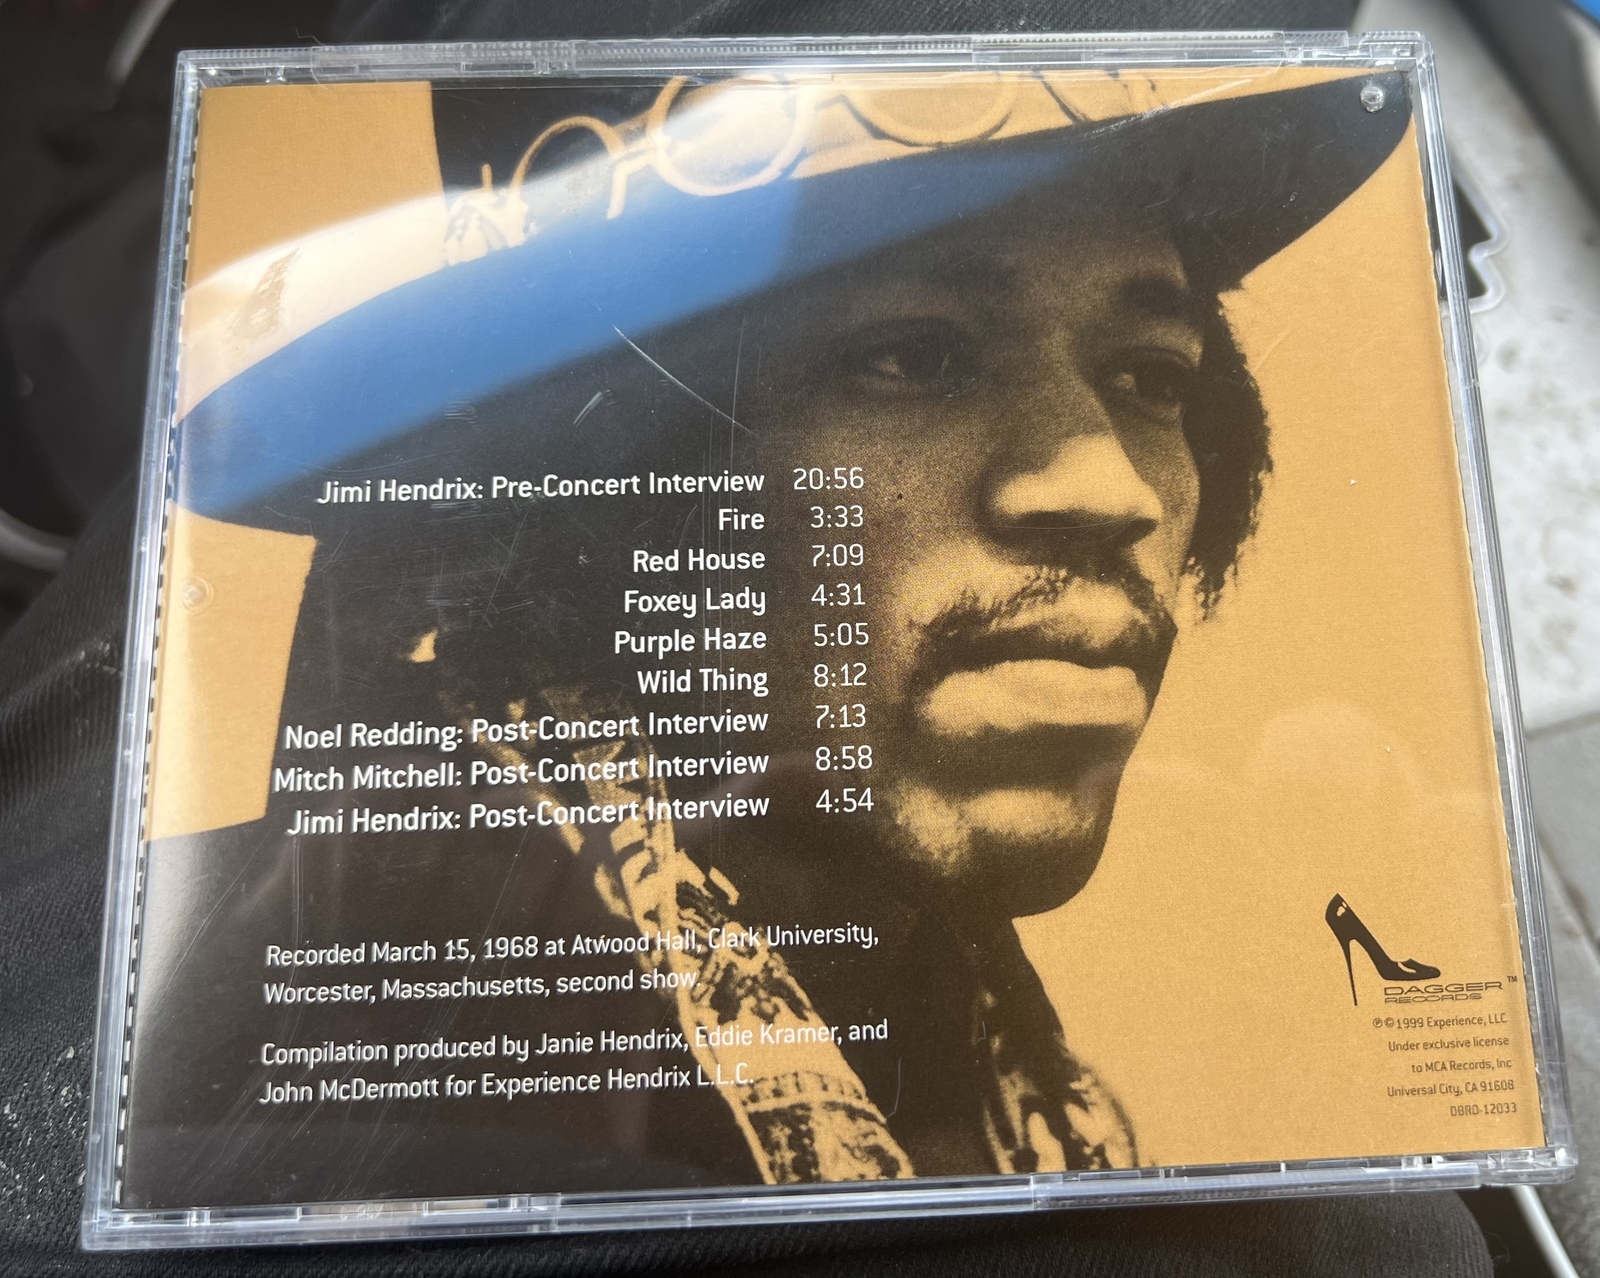 Jimi Hendrix: Pre-Concert Interview 20:56
Fire 3:33
Red House 7:09
Foxey Lady 4:31
Purple Haze 5:05
Wild Thing 8:12
Noel Redding: Post-Concert Interview 7:13
Mitch Mitchell: Post-Concert Interview 8:58
Jimi Hendrix: Post-Concert Interview 4:54
Recorded March 15, 1968 at Atwood Hall, Clark University,
Worcester, Massachusetts, second show.
Compilation produced by Janie Hendrix, Eddie Kramer, and
John McDermott for Experience Hendrix L.L.C.
DAGGER™
RECORDS
℗©1999 Experience, LLC
Under exclusive license
to MCA Records, Inc
Universal City, CA 91608
DBRD-12033